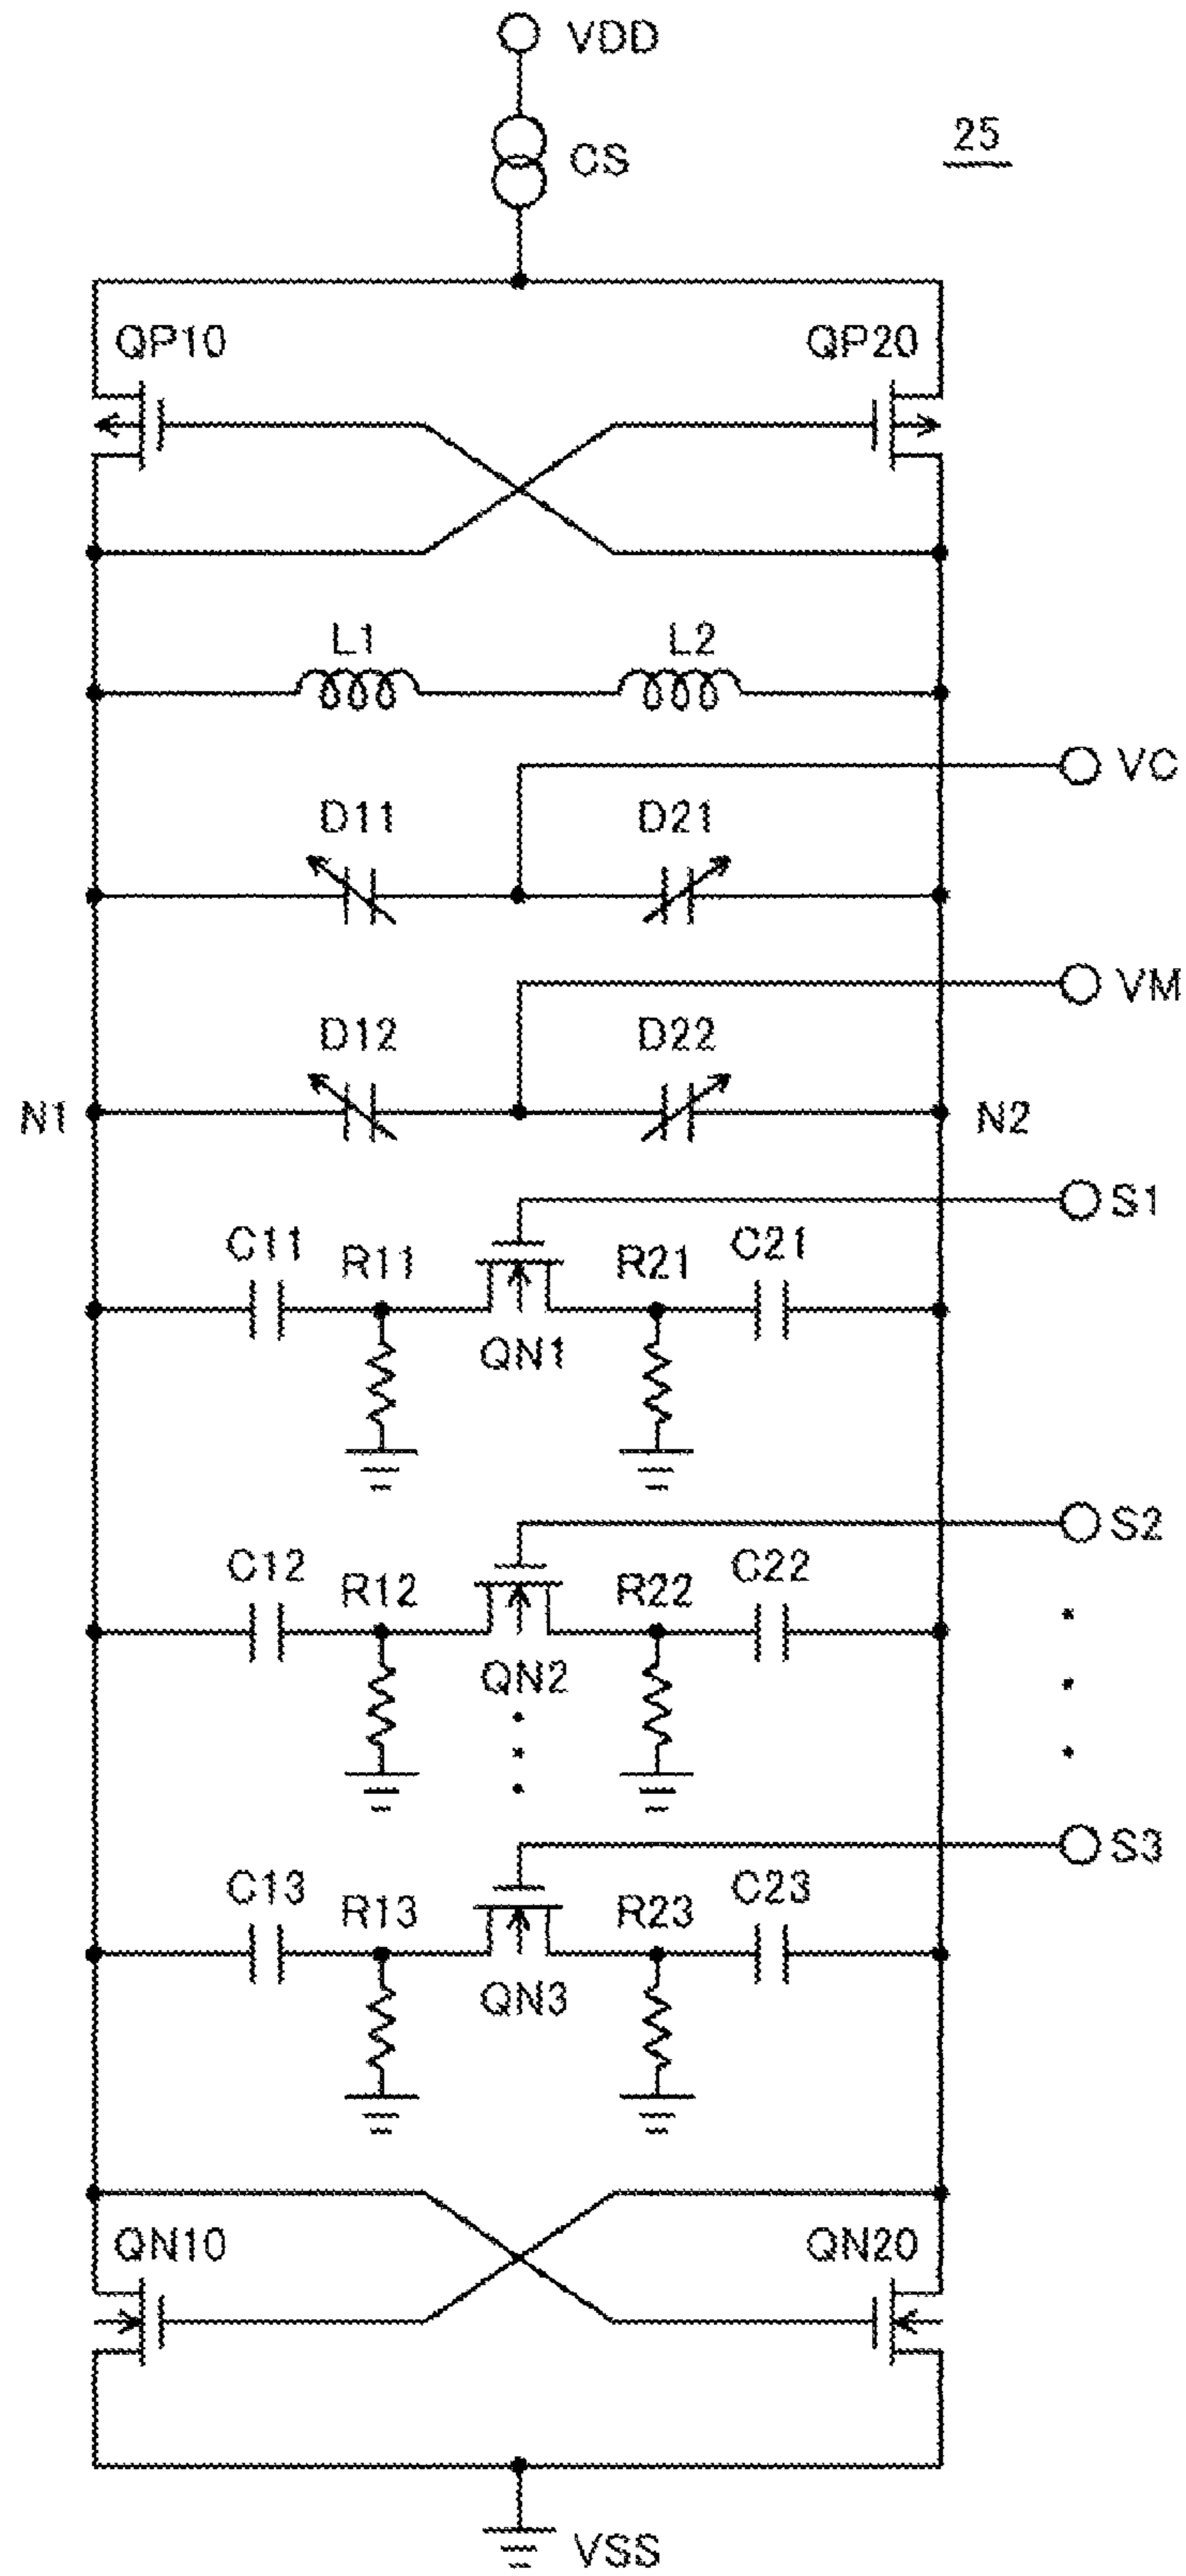 VDD
CS
25
QP10
QP20
L1
L2
VC
D11
D21
VM
D12
D22
N1
N2
S1
C11
R11
R21
C21
QN1
S2
C12
R12
R22
C22
QN2
S3
C13
R13
R23
C23
QN3
QN10
QN20
VSS